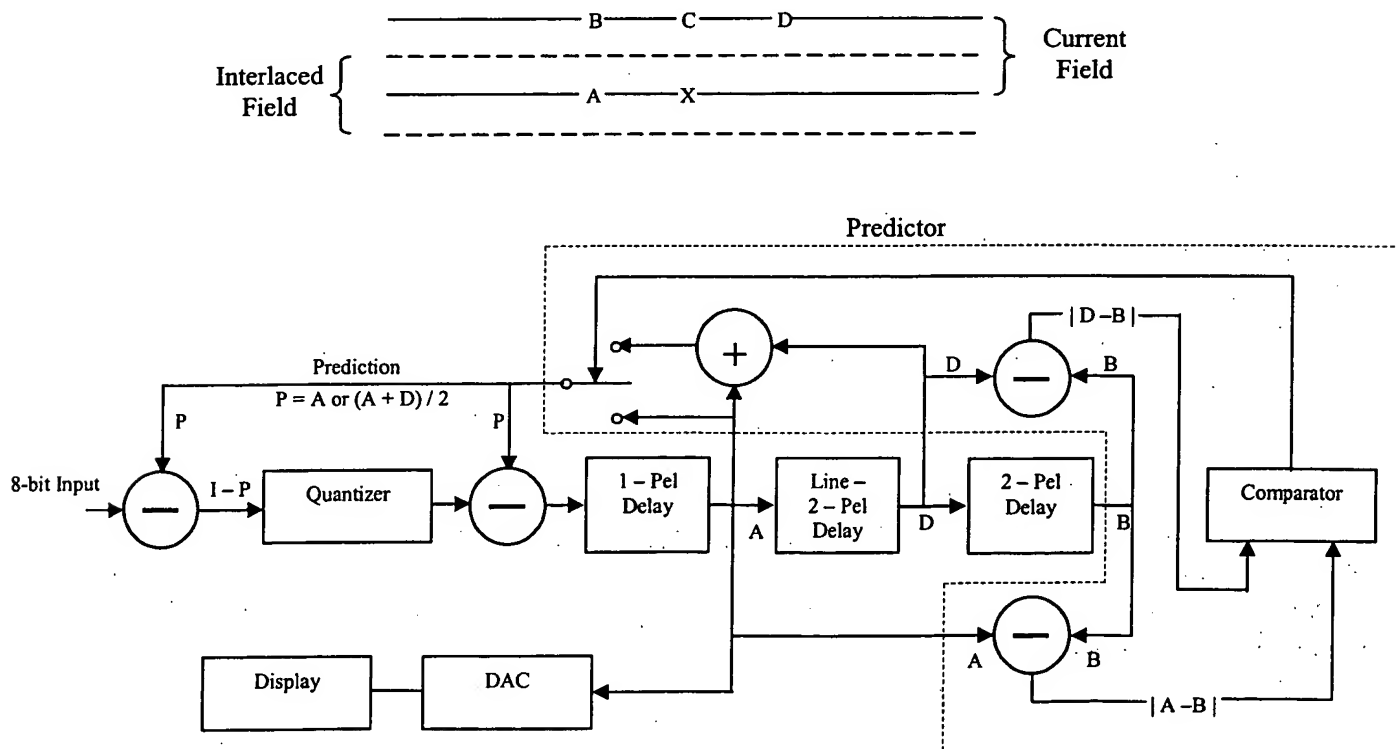 B C D
Current
Field
Interlaced
Field
A X
Predictor
| D –B |
+
D
—
B
Prediction
P = A or (A + D) / 2
P
P
8-bit Input
—
I – P
Quantizer
—
1 – Pel
Delay
A
Line –
2 – Pel
Delay
D
2 – Pel
Delay
B
Comparator
—
A
B
Display
DAC
| A –B |